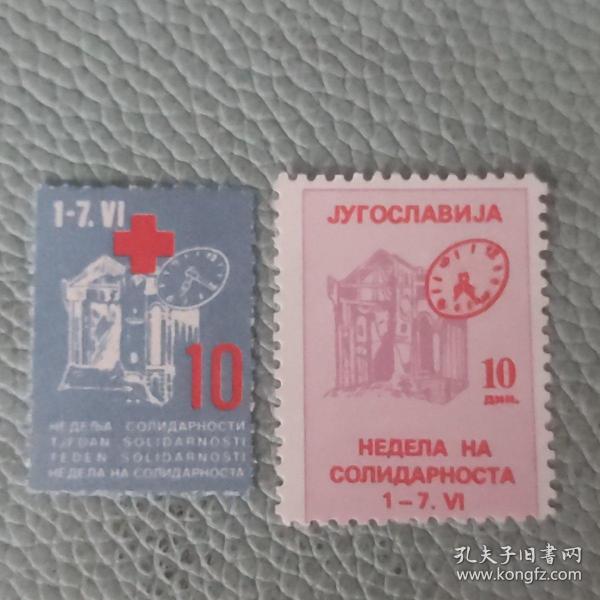 1-7. VI
10
НЕДЕЉА СОЛИДАРНОСТИ
TJEDAN SOLIDARNOSTI
TEDEN SOLIDARNOSTI
НЕДЕЛА НА СОЛИДАРНОСТА
ЈУГОСЛАВИЈА
10
дин.
НЕДЕЛА НА
СОЛИДАРНОСТА
1-7. VI
孔夫子旧书网
www.kongfz.com